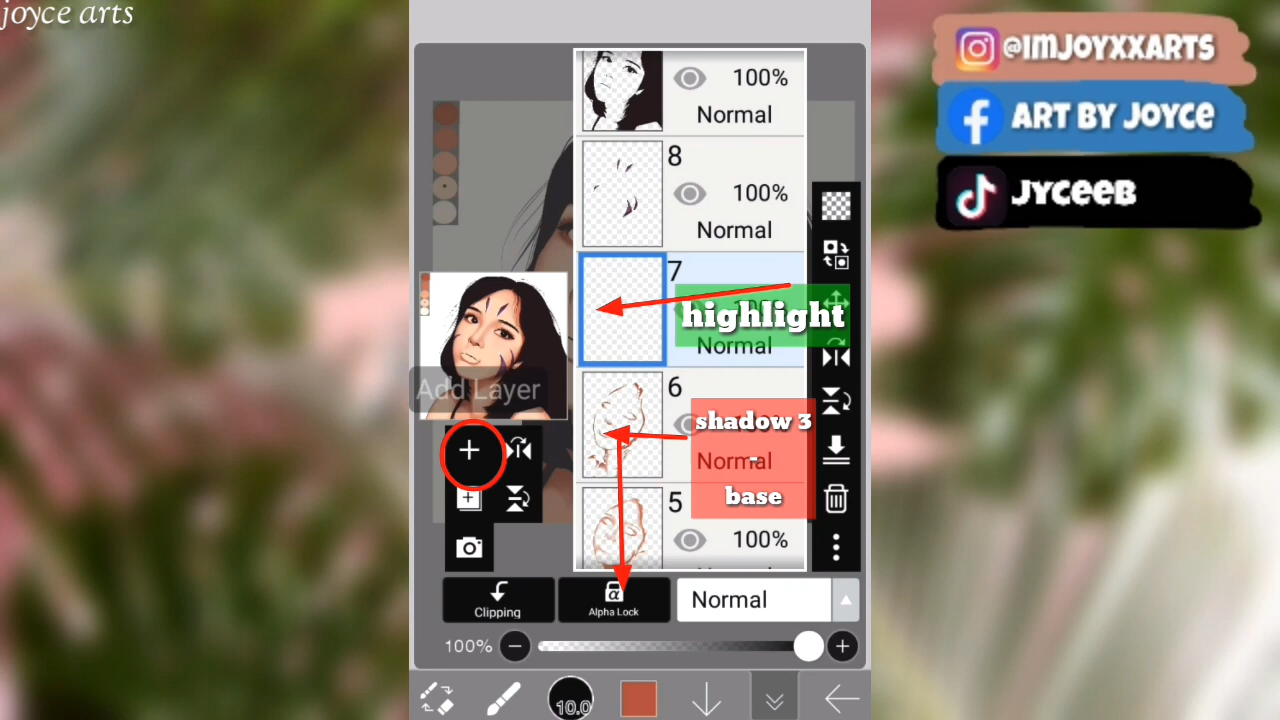 joyce arts
@IMJOYXXARTS
ART BY JOYCE
JYCEEB
100%
Normal
8
100%
Normal
7
highlight
Normal
6
shadow 3
Normal
-
base
5
100%
Add Layer
Clipping
α
Alpha Lock
Normal
100%
10.0